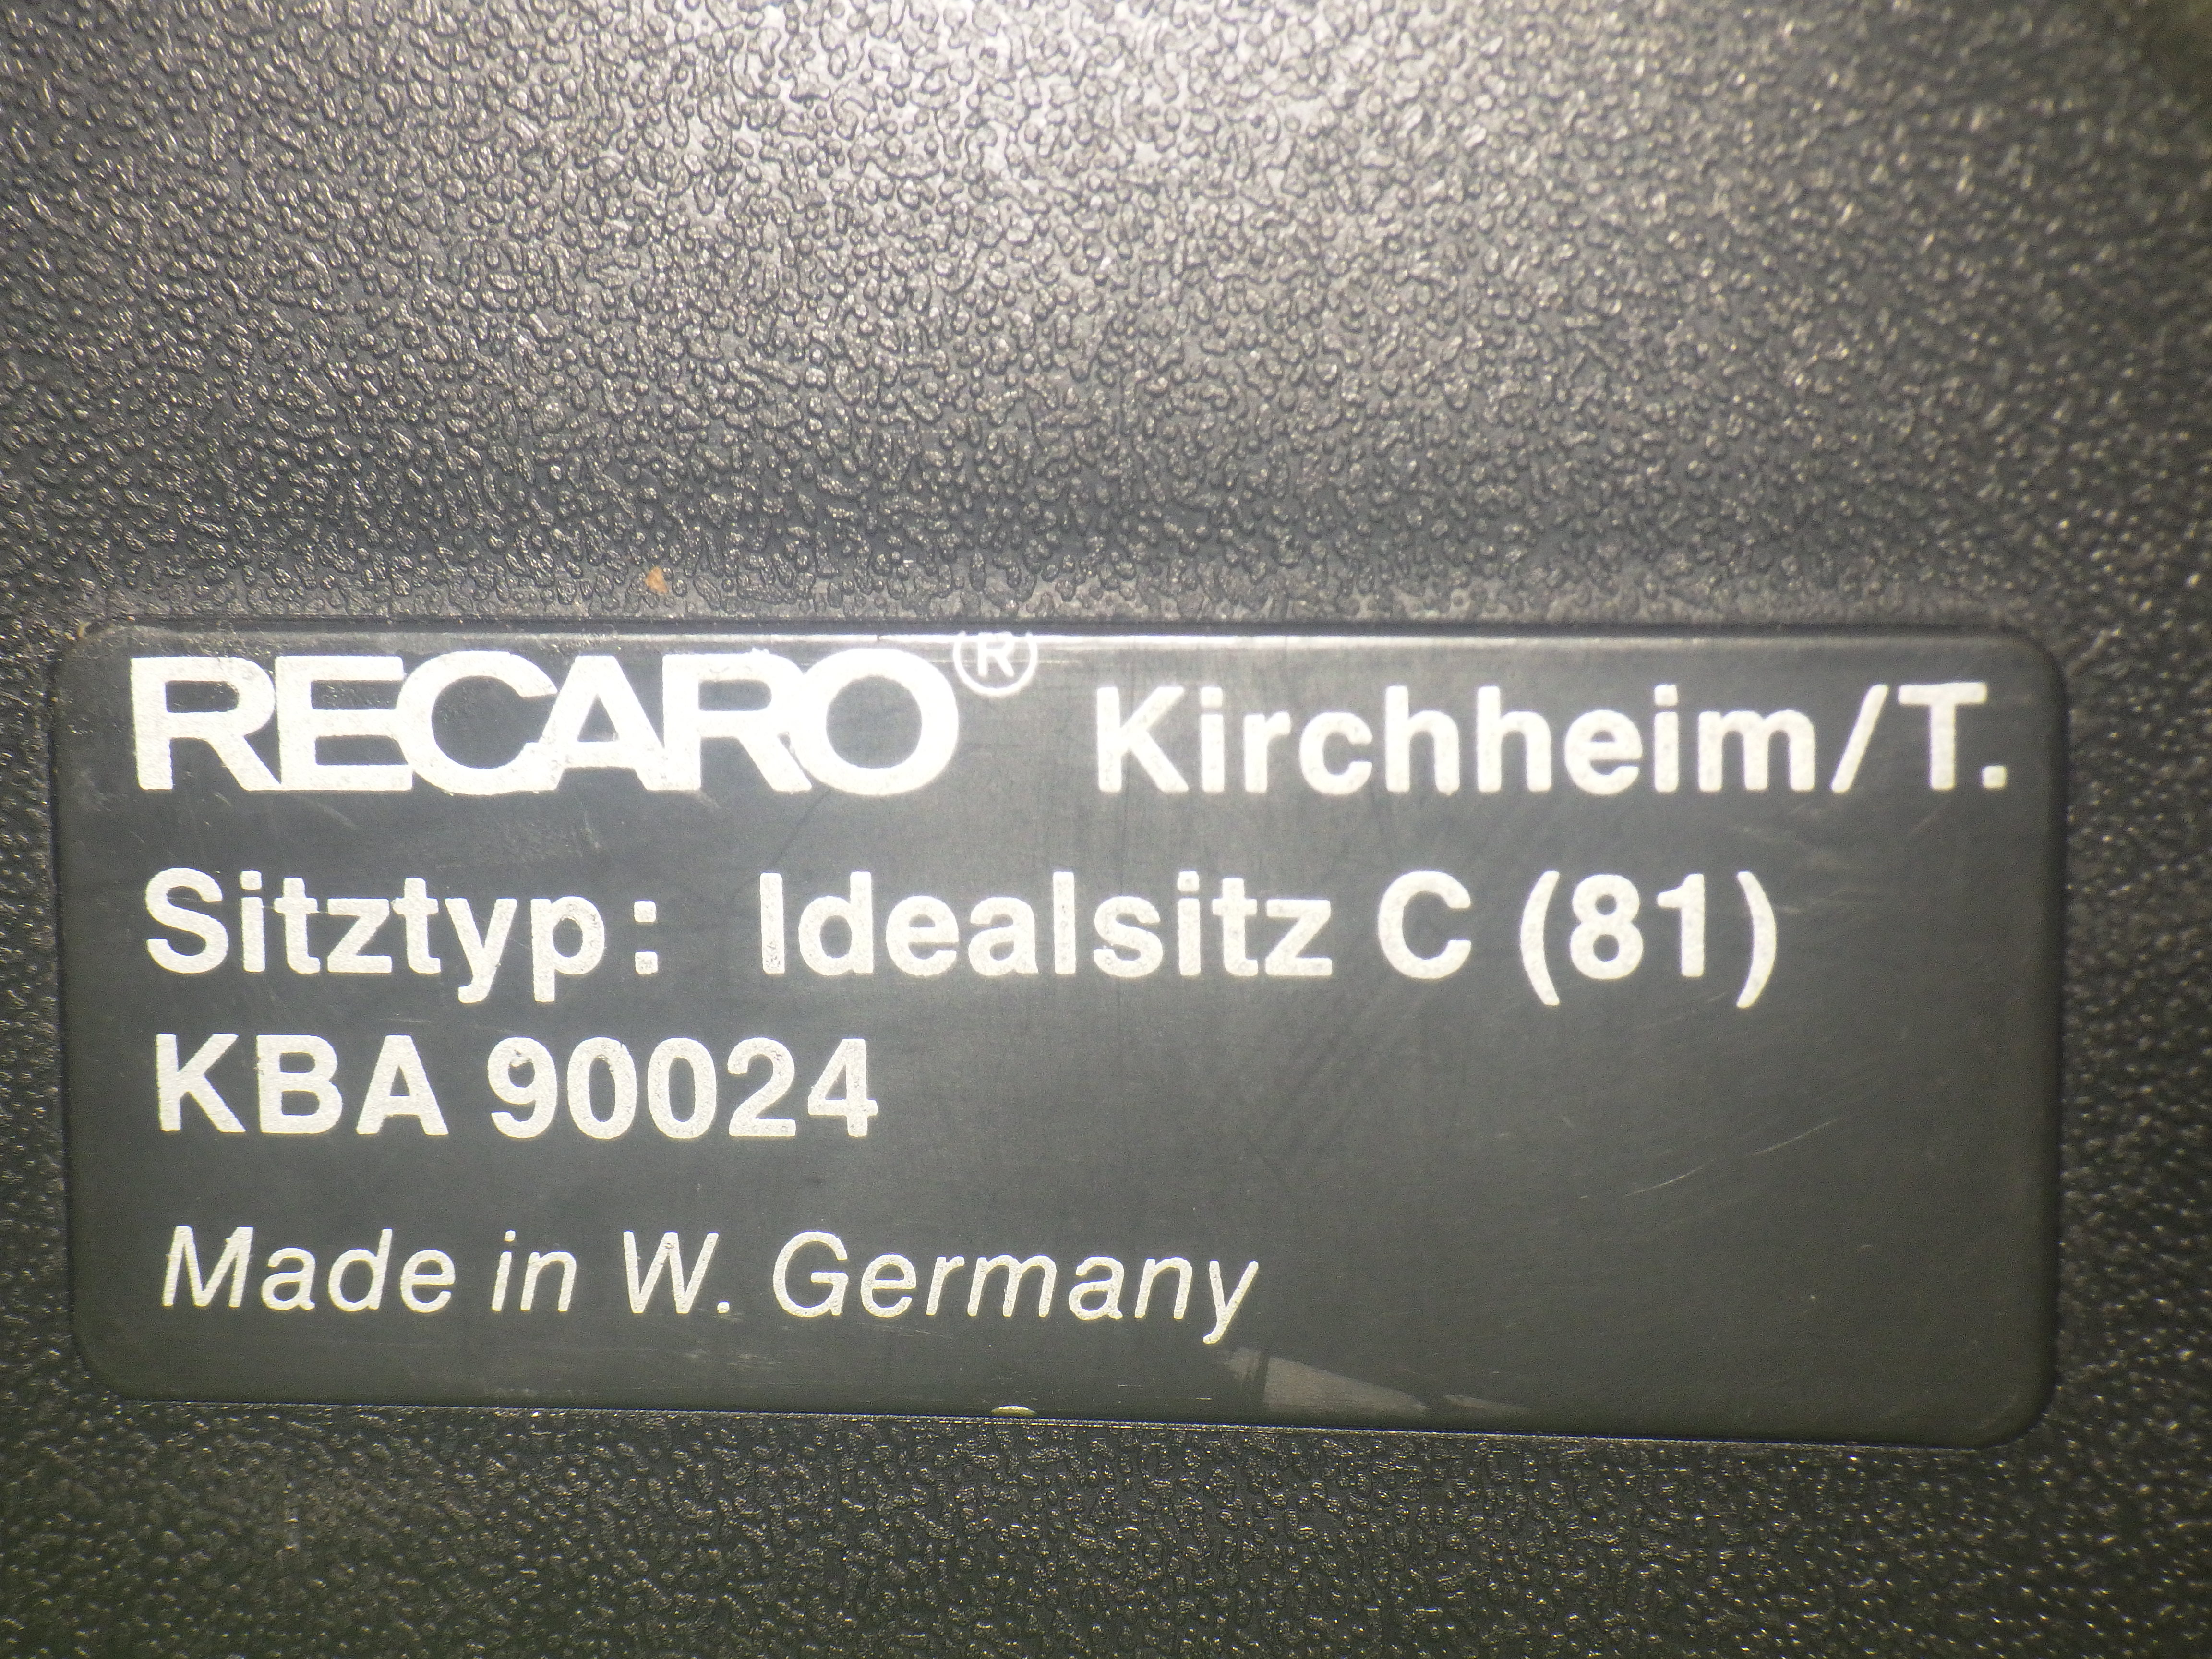 RECARO® Kirchheim/T.
Sitztyp: Idealsitz C (81)
KBA 90024
Made in W. Germany